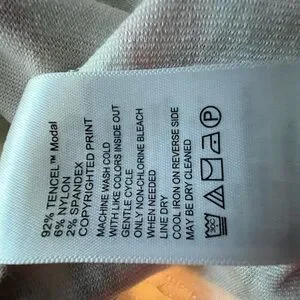 92% TENCEL™ Modal
6% NYLON
2% SPANDEX
COPYRIGHTED PRINT
MACHINE WASH COLD
WITH LIKE COLORS INSIDE OUT
GENTLE CYCLE
ONLY NON-CHLORINE BLEACH
WHEN NEEDED
LINE DRY
COOL IRON ON REVERSE SIDE
MAY BE DRY CLEANED
30C
P